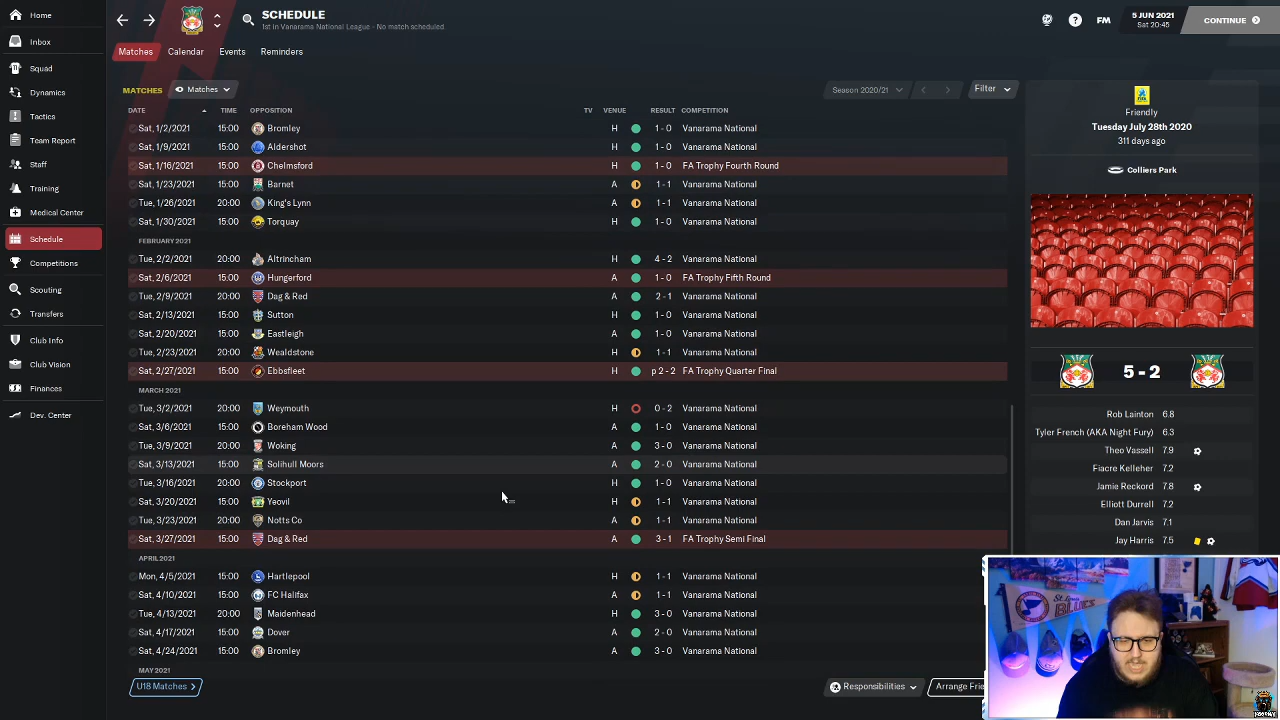 Home
Inbox
Squad
Dynamics
Tactics
Team Report
Staff
Training
Medical Center
Schedule
Competitions
Scouting
Transfers
Club Info
Club Vision
Finances
Dev. Center
SCHEDULE
1st in Vanarama National League - No match scheduled
FM
5 JUN 2021
Sat 20:45
CONTINUE
Matches Calendar Events Reminders
MATCHES Matches Season 2020/21 Filter
DATE TIME OPPOSITION TV VENUE RESULT COMPETITION
Sat, 1/2/2021 15:00 Bromley H 1 - 0 Vanarama National
Sat, 1/9/2021 15:00 Aldershot H 1 - 0 Vanarama National
Sat, 1/16/2021 15:00 Chelmsford H 1 - 0 FA Trophy Fourth Round
Sat, 1/23/2021 15:00 Barnet A 1 - 1 Vanarama National
Tue, 1/26/2021 20:00 King's Lynn A 1 - 1 Vanarama National
Sat, 1/30/2021 15:00 Torquay H 1 - 0 Vanarama National
FEBRUARY 2021
Tue, 2/2/2021 20:00 Altrincham H 4 - 2 Vanarama National
Sat, 2/6/2021 15:00 Hungerford A 1 - 0 FA Trophy Fifth Round
Tue, 2/9/2021 20:00 Dag & Red A 2 - 1 Vanarama National
Sat, 2/13/2021 15:00 Sutton H 1 - 0 Vanarama National
Sat, 2/20/2021 15:00 Eastleigh A 1 - 0 Vanarama National
Tue, 2/23/2021 20:00 Wealdstone H 1 - 1 Vanarama National
Sat, 2/27/2021 15:00 Ebbsfleet H p 2 - 2 FA Trophy Quarter Final
MARCH 2021
Tue, 3/2/2021 20:00 Weymouth H 0 - 2 Vanarama National
Sat, 3/6/2021 15:00 Boreham Wood A 1 - 0 Vanarama National
Tue, 3/9/2021 20:00 Woking A 3 - 0 Vanarama National
Sat, 3/13/2021 15:00 Solihull Moors A 2 - 0 Vanarama National
Tue, 3/16/2021 20:00 Stockport H 1 - 0 Vanarama National
Sat, 3/20/2021 15:00 Yeovil H 1 - 1 Vanarama National
Tue, 3/23/2021 20:00 Notts Co A 1 - 1 Vanarama National
Sat, 3/27/2021 15:00 Dag & Red A 3 - 1 FA Trophy Semi Final
APRIL 2021
Mon, 4/5/2021 15:00 Hartlepool H 1 - 1 Vanarama National
Sat, 4/10/2021 15:00 FC Halifax A 1 - 1 Vanarama National
Tue, 4/13/2021 20:00 Maidenhead H 3 - 0 Vanarama National
Sat, 4/17/2021 15:00 Dover A 2 - 0 Vanarama National
Sat, 4/24/2021 15:00 Bromley A 3 - 0 Vanarama National
MAY 2021
U18 Matches
Responsibilities
Arrange Frie
Friendly
Tuesday July 28th 2020
311 days ago
Colliers Park
5 - 2
Rob Lainton 6.8
Tyler French (AKA Night Fury) 6.3
Theo Vassell 7.9
Fiacre Kelleher 7.2
Jamie Reckord 7.8
Elliott Durrell 7.2
Dan Jarvis 7.1
Jay Harris 7.5
St. Louis
BLUES